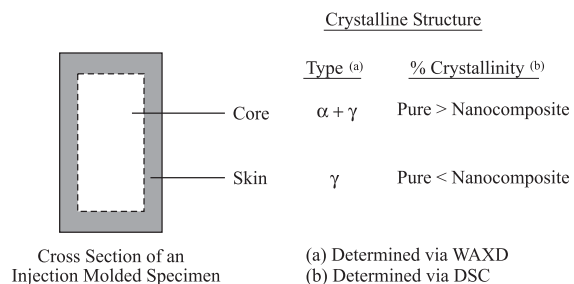 Crystalline Structure
Type (a) % Crystallinity (b)
Core α + γ Pure > Nanocomposite
Skin γ Pure < Nanocomposite
Cross Section of an
Injection Molded Specimen
(a) Determined via WAXD
(b) Determined via DSC